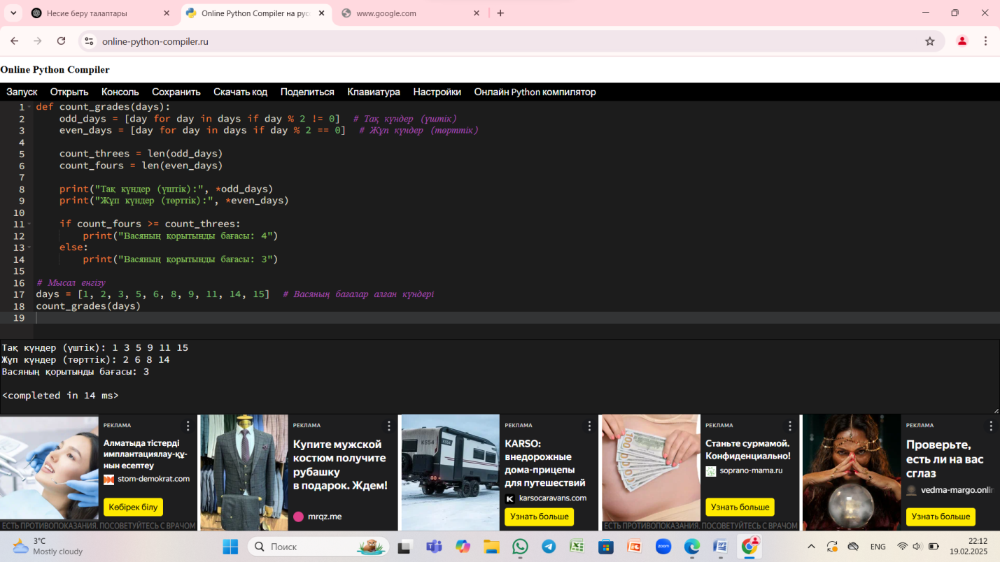 Несие беру талаптары
Online Python Compiler на рус
www.google.com
online-python-compiler.ru
Online Python Compiler
Запуск Открыть Консоль Сохранить Скачать код Поделиться Клавиатура Настройки Онлайн Python компилятор
1 def count_grades(days):
2     odd_days = [day for day in days if day % 2 != 0]  # Тақ күндер (үштік)
3     even_days = [day for day in days if day % 2 == 0]  # Жұп күндер (төрттік)
4
5     count_threes = len(odd_days)
6     count_fours = len(even_days)
7
8     print("Тақ күндер (үштік):", *odd_days)
9     print("Жұп күндер (төрттік):", *even_days)
10
11     if count_fours >= count_threes:
12         print("Васяның қорытынды бағасы: 4")
13     else:
14         print("Васяның қорытынды бағасы: 3")
15
16 # Мысал енгізу
17 days = [1, 2, 3, 5, 6, 8, 9, 11, 14, 15]  # Васяның бағалар алған күндері
18 count_grades(days)
19
Тақ күндер (үштік): 1 3 5 9 11 15
Жұп күндер (төрттік): 2 6 8 14
Васяның қорытынды бағасы: 3
<completed in 14 ms>
РЕКЛАМА
Алматыда тістерді
имплантациялау-құ-
нын есептеу
stom-demokrat.com
Көбірек білу
ЕСТЬ ПРОТИВОПОКАЗАНИЯ. ПОСОВЕТУЙТЕСЬ С ВРАЧОМ
РЕКЛАМА
Купите мужской
костюм получите
рубашку
в подарок. Ждем!
mrqz.me
KS54
РЕКЛАМА
KARSO:
внедорожные
дома-прицепы
для путешествий
karsocaravans.com
Узнать больше
100
РЕКЛАМА
Станьте сурмамой.
Конфиденциально!
soprano-mama.ru
Узнать больше
ЕСТЬ ПРОТИВОПОКАЗАНИЯ. ПОСОВЕТУЙТЕСЬ С ВРАЧОМ
РЕКЛАМА
Проверьте,
есть ли на вас
сглаз
vedma-margo.onlin
Узнать больше
3°C
Mostly cloudy
Поиск
zoom
ENG
22:12
19.02.2025